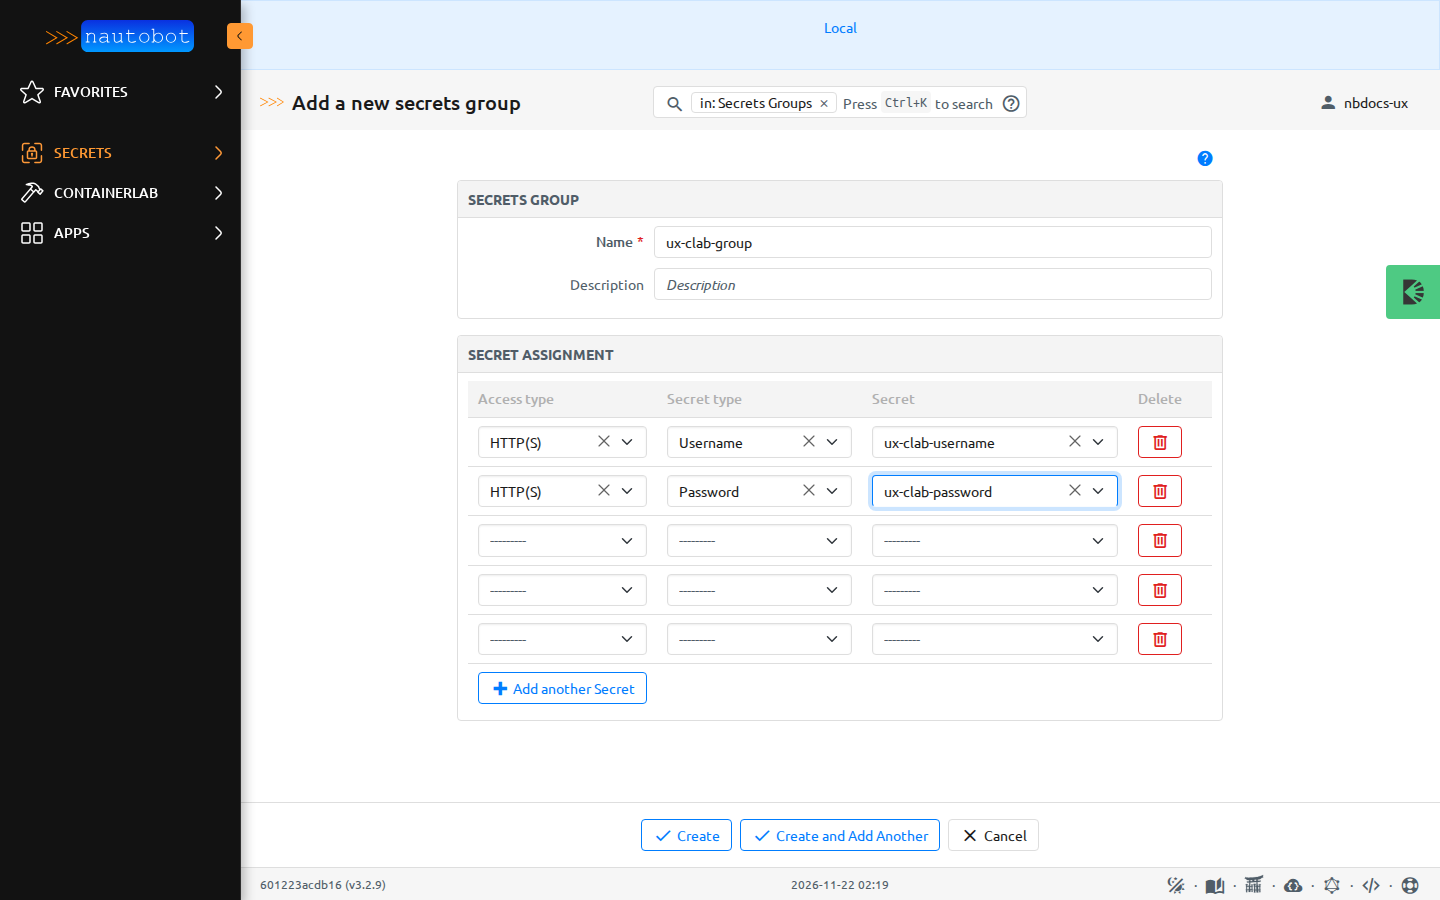 Local
>>> nautobot
FAVORITES
SECRETS
CONTAINERLAB
APPS
>>> Add a new secrets group
in: Secrets Groups × Press Ctrl+K to search
nbdocs-ux
SECRETS GROUP
Name * ux-clab-group
Description Description
SECRET ASSIGNMENT
Access type Secret type Secret Delete
HTTP(S) Username ux-clab-username
HTTP(S) Password ux-clab-password
--------- --------- ---------
--------- --------- ---------
--------- --------- ---------
Add another Secret
Create Create and Add Another Cancel
601223acdb16 (v3.2.9) 2026-11-22 02:19